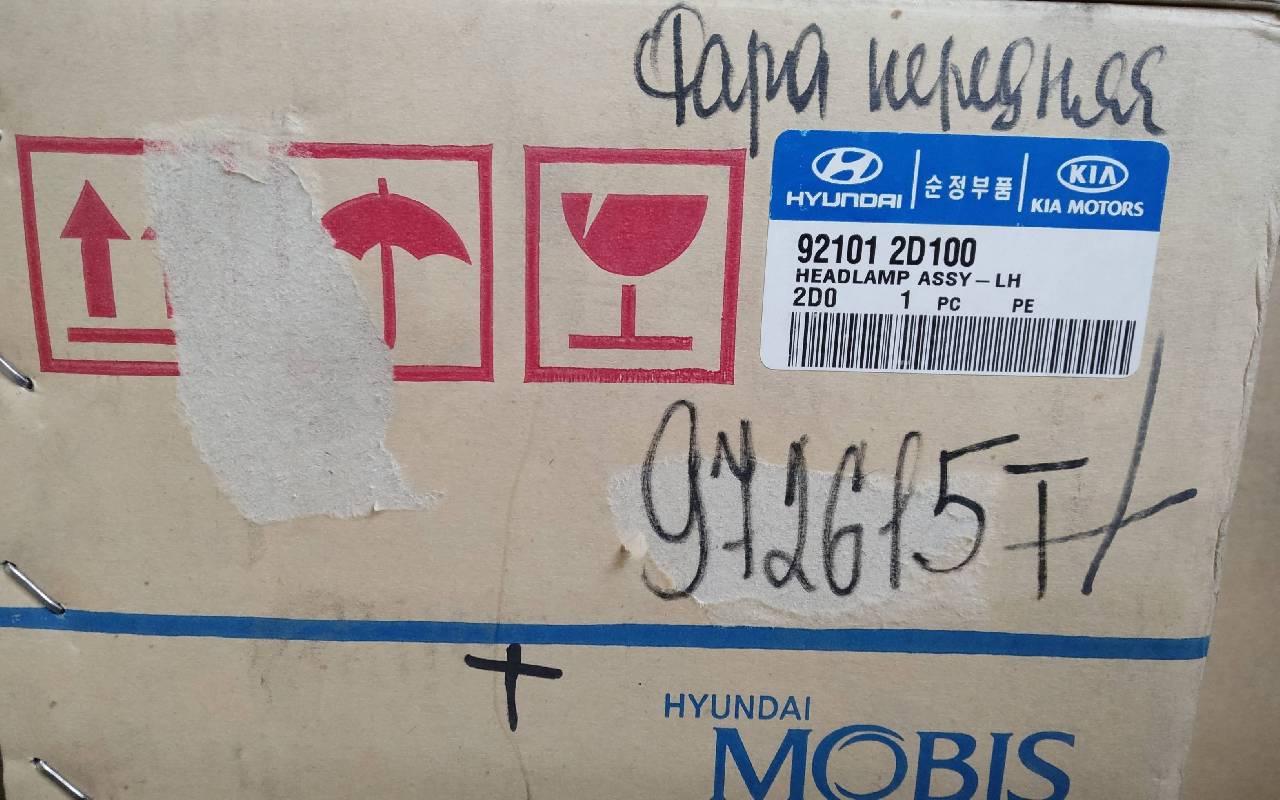 Фара передняя
HYUNDAI 순정부품 KIA
KIA MOTORS
92101 2D100
HEADLAMP ASSY-LH
2D0 1 PC PE
972615
HYUNDAI
MOBIS